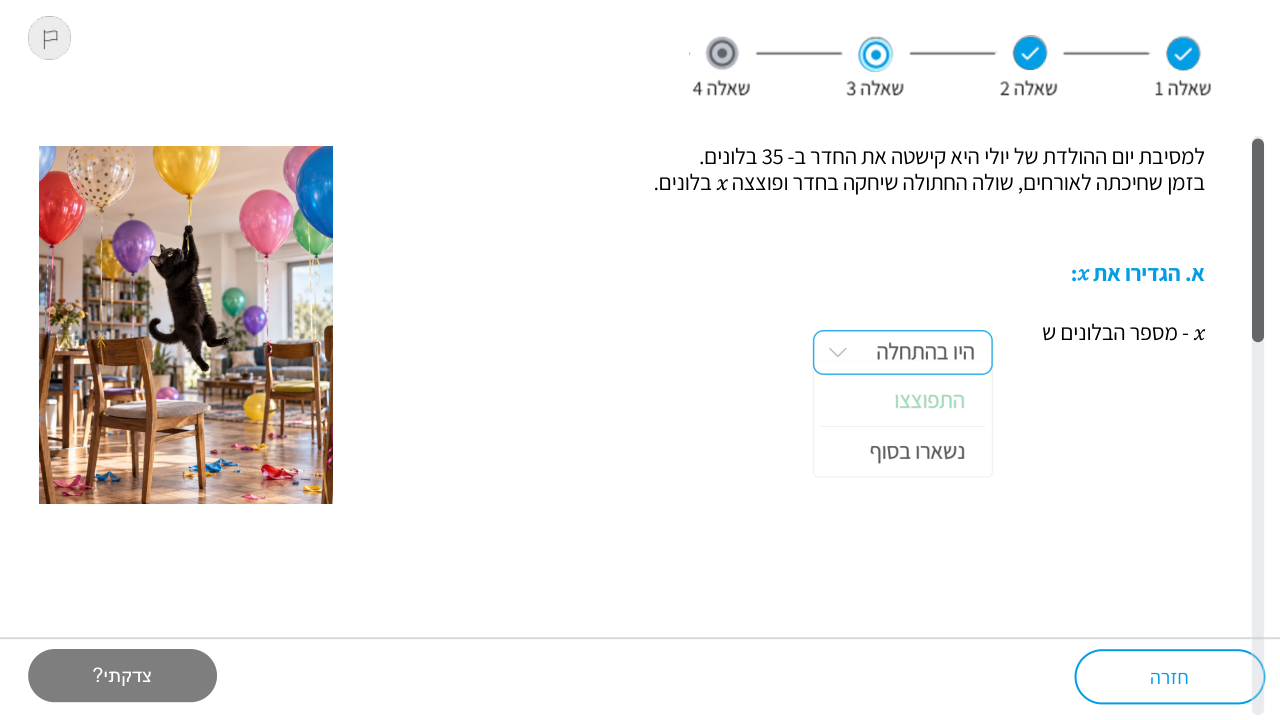 שאלה 1
שאלה 2
שאלה 3
שאלה 4
למסיבת יום ההולדת של יולי היא קישטה את החדר ב- 35 בלונים.
בזמן שחיכתה לאורחים, שולה החתולה שיחקה בחדר ופוצצה x בלונים.
א. הגדירו את x:
x - מספר הבלונים ש
היו בהתחלה
התפוצצו
נשארו בסוף
חזרה
צדקתי?